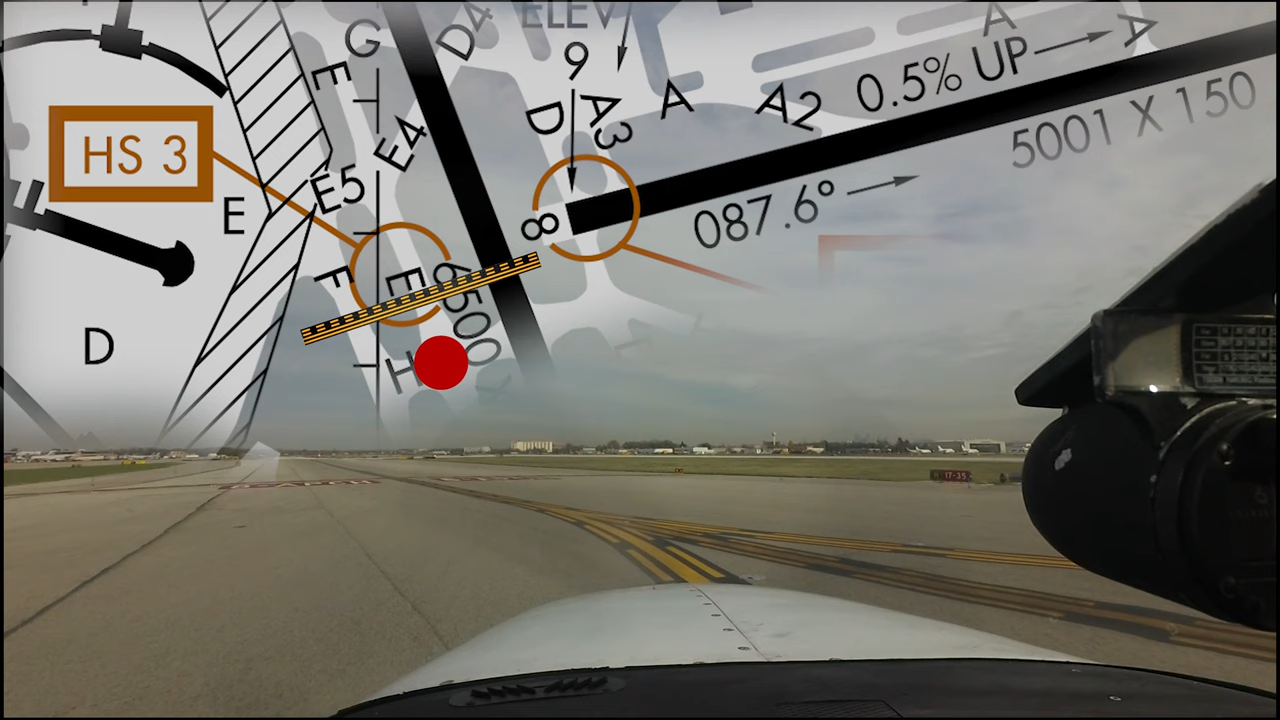 ELEV
G
D4
E
9
HS 3
E4
D
A3
A
A2
0.5% UP
A
A
5001 X 150
E5
E
8
087.6°
F
E
6500
D
H
17-35